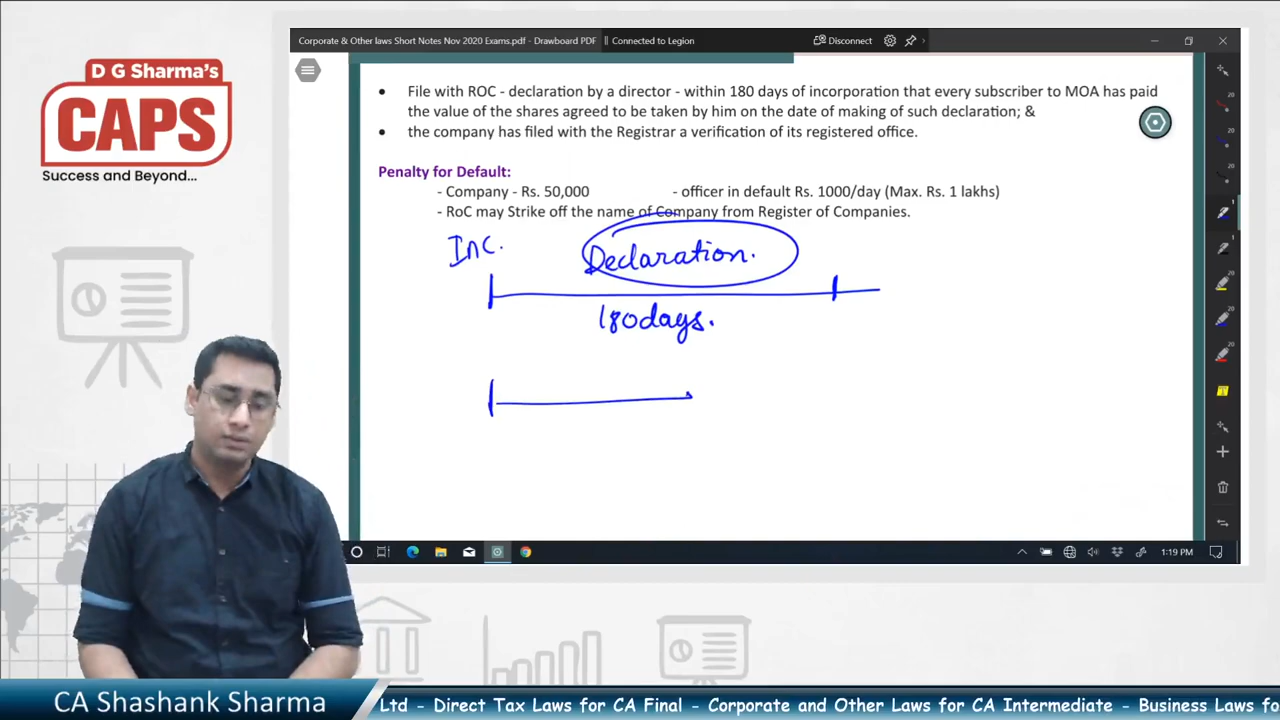 D G Sharma's
CAPS
Success and Beyond...
Corporate & Other laws Short Notes Nov 2020 Exams.pdf - Drawboard PDF
Connected to Legion
Disconnect
• File with ROC - declaration by a director - within 180 days of incorporation that every subscriber to MOA has paid
the value of the shares agreed to be taken by him on the date of making of such declaration; &
• the company has filed with the Registrar a verification of its registered office.
Penalty for Default:
- Company - Rs. 50,000 - officer in default Rs. 1000/day (Max. Rs. 1 lakhs)
- RoC may Strike off the name of Company from Register of Companies.
Inc. Declaration.
180days.
1:19 PM
CA Shashank Sharma
Ltd - Direct Tax Laws for CA Final - Corporate and Other Laws for CA Intermediate - Business Laws fo